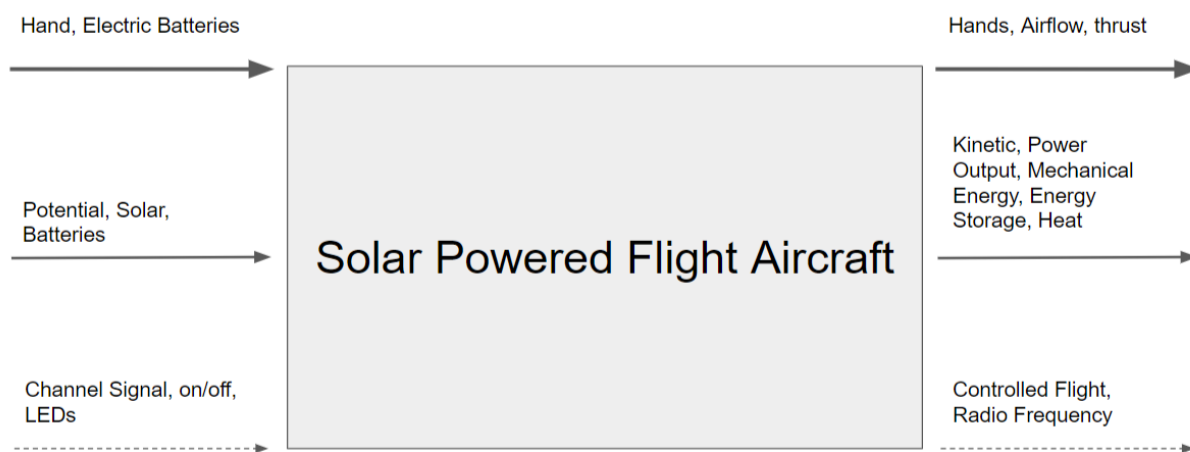 Hand, Electric Batteries
Hands, Airflow, thrust
Potential, Solar,
Batteries
Solar Powered Flight Aircraft
Kinetic, Power
Output, Mechanical
Energy, Energy
Storage, Heat
Channel Signal, on/off,
LEDs
Controlled Flight,
Radio Frequency